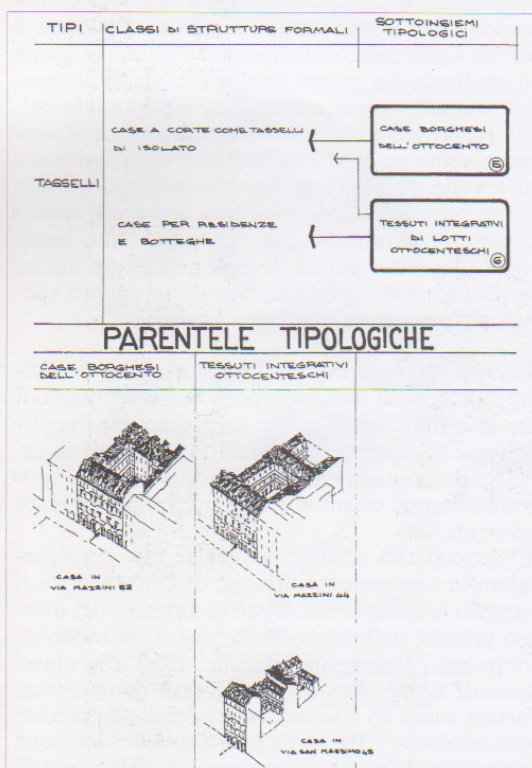 TIPI CLASSI DI STRUTTURE FORMALI SOTTOINSIEMI
TIPOLOGICI
TASSELLI
CASE A CORTE COME TASSELLI
DI ISOLATO
CASE BORGHESI
DELL'OTTOCENTO
5
CASE PER RESIDENZE
E BOTTEGHE
TESSUTI INTEGRATIVI
DI LOTTI
OTTOCENTESCHI
6
PARENTELE TIPOLOGICHE
CASE BORGHESI
DELL'OTTOCENTO
TESSUTI INTEGRATIVI
OTTOCENTESCHI
CASA IN
VIA MAZZINI 52
CASA IN
VIA MAZZINI 44
CASA IN
VIA SAN MASSIMO 45